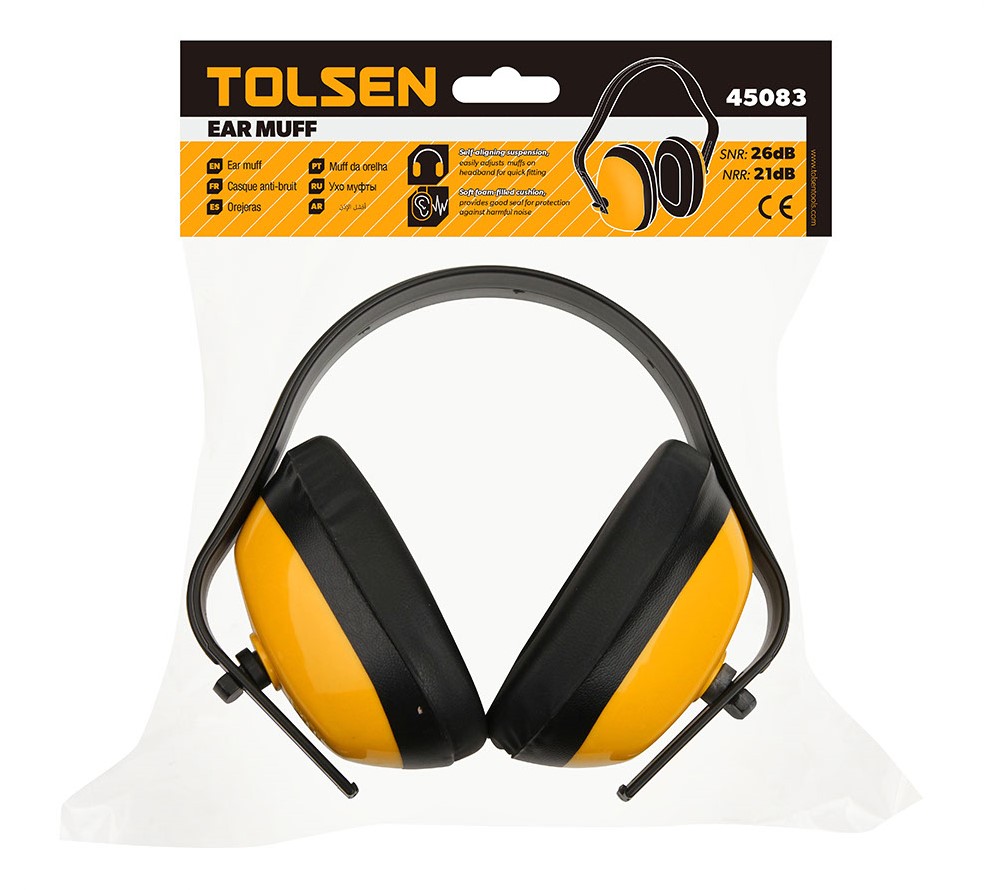 TOLSEN
45083
EAR MUFF
EN Ear muff
FR Casque anti-bruit
ES Orejeras
PT Muff da orelha
RU Ухо муфты
AR
Self-aligning suspension,
easily adjusts muffs on
headband for quick fitting
Soft foam-filled cushion,
provides good seal for protection
against harmful noise
SNR: 26dB
NRR: 21dB
CE
www.tolsentools.com